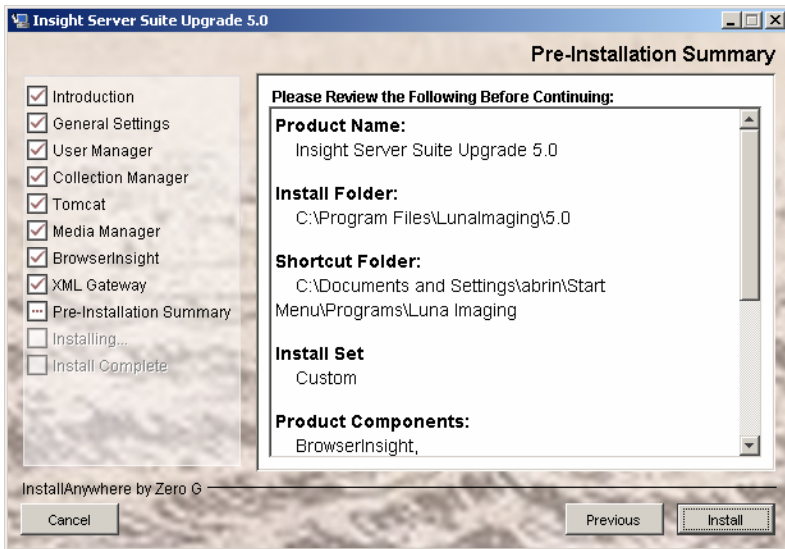 Insight Server Suite Upgrade 5.0
Pre-Installation Summary
Introduction
General Settings
User Manager
Collection Manager
Tomcat
Media Manager
BrowserInsight
XML Gateway
Pre-Installation Summary
Installing...
Install Complete
Please Review the Following Before Continuing:
Product Name:
Insight Server Suite Upgrade 5.0
Install Folder:
C:\Program Files\LunaImaging\5.0
Shortcut Folder:
C:\Documents and Settings\abrin\Start
Menu\Programs\Luna Imaging
Install Set
Custom
Product Components:
BrowserInsight,
InstallAnywhere by Zero G
Cancel
Previous
Install